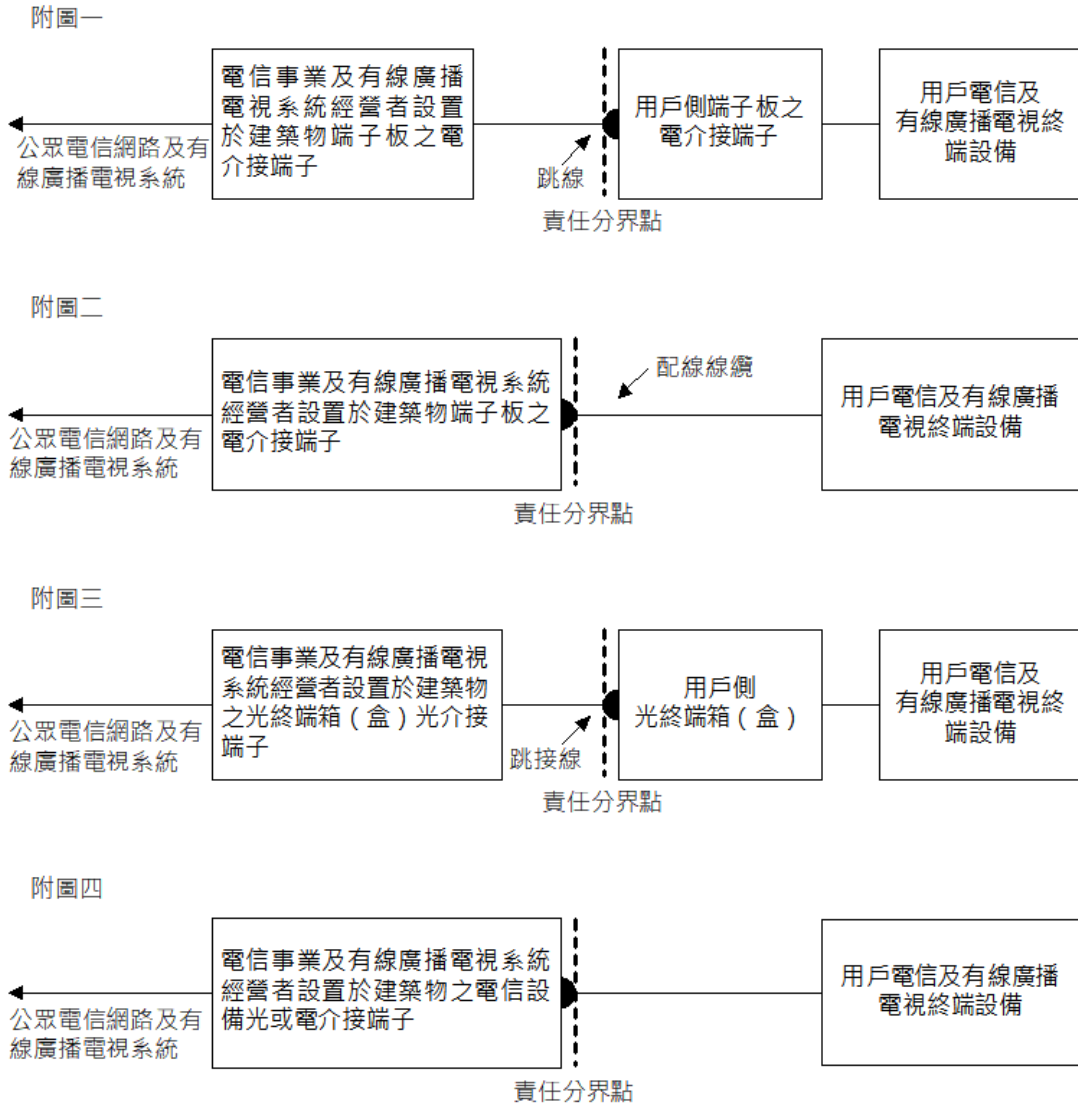 附圖一
電信事業及有線廣播
電視系統經營者設置
於建築物端子板之電
介接端子
公眾電信網路及有
線廣播電視系統
跳線
責任分界點
用戶側端子板之
電介接端子
用戶電信及
有線廣播電視終
端設備
附圖二
電信事業及有線廣播電視系統
經營者設置於建築物端子板之
電介接端子
公眾電信網路及有
線廣播電視系統
配線線纜
責任分界點
用戶電信及有線廣播
電視終端設備
附圖三
電信事業及有線廣播電視
系統經營者設置於建築物
之光終端箱（盒）光介接
端子
公眾電信網路及有
線廣播電視系統
跳接線
責任分界點
用戶側
光終端箱（盒）
用戶電信及
有線廣播電視終
端設備
附圖四
電信事業及有線廣播電視系統
經營者設置於建築物之電信設
備光或電介接端子
公眾電信網路及有
線廣播電視系統
責任分界點
用戶電信及有線廣播
電視終端設備